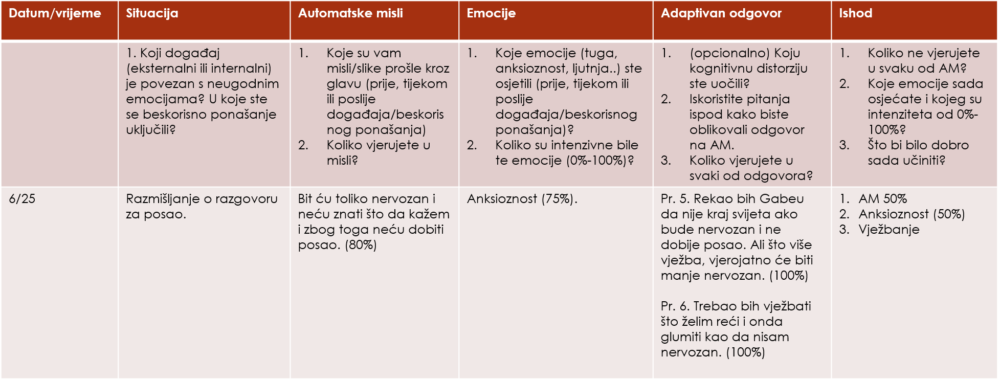 Datum/vrijeme
Situacija
Automatske misli
Emocije
Adaptivan odgovor
Ishod
1. Koji događaj
(eksternalni ili internalni)
je povezan s neugodnim
emocijama? U koje ste
se beskorisno ponašanje
uključili?
1. Koje su vam
misli/slike prošle kroz
glavu (prije, tijekom
ili poslije
događaja/beskoris
nog ponašanja)
2. Koliko vjerujete u
misli?
1. Koje emocije (tuga,
anksioznost, ljutnja..) ste
osjetili (prije, tijekom ili
poslije
događaja/beskorisnog
ponašanja)?
2. Koliko su intenzivne bile
te emocije (0%-100%)?
1. (opcionalno) Koju
kognitivnu distorziju
ste uočili?
2. Iskoristite pitanja
ispod kako biste
oblikovali odgovor
na AM.
3. Koliko vjerujete u
svaki od odgovora?
1. Koliko ne vjerujete
u svaku od AM?
2. Koje emocije sada
osjećate i kojeg su
intenziteta od 0%-
100%?
3. Što bi bilo dobro
sada učiniti?
6/25
Razmišljanje o razgovoru
za posao.
Bit ću toliko nervozan i
neću znati što da kažem
i zbog toga neću dobiti
posao. (80%)
Anksioznost (75%).
Pr. 5. Rekao bih Gabeu
da nije kraj svijeta ako
bude nervozan i ne
dobije posao. Ali što više
vježba, vjerojatno će biti
manje nervozan. (100%)
Pr. 6. Trebao bih vježbati
što želim reći i onda
glumiti kao da nisam
nervozan. (100%)
1. AM 50%
2. Anksioznost (50%)
3. Vježbanje